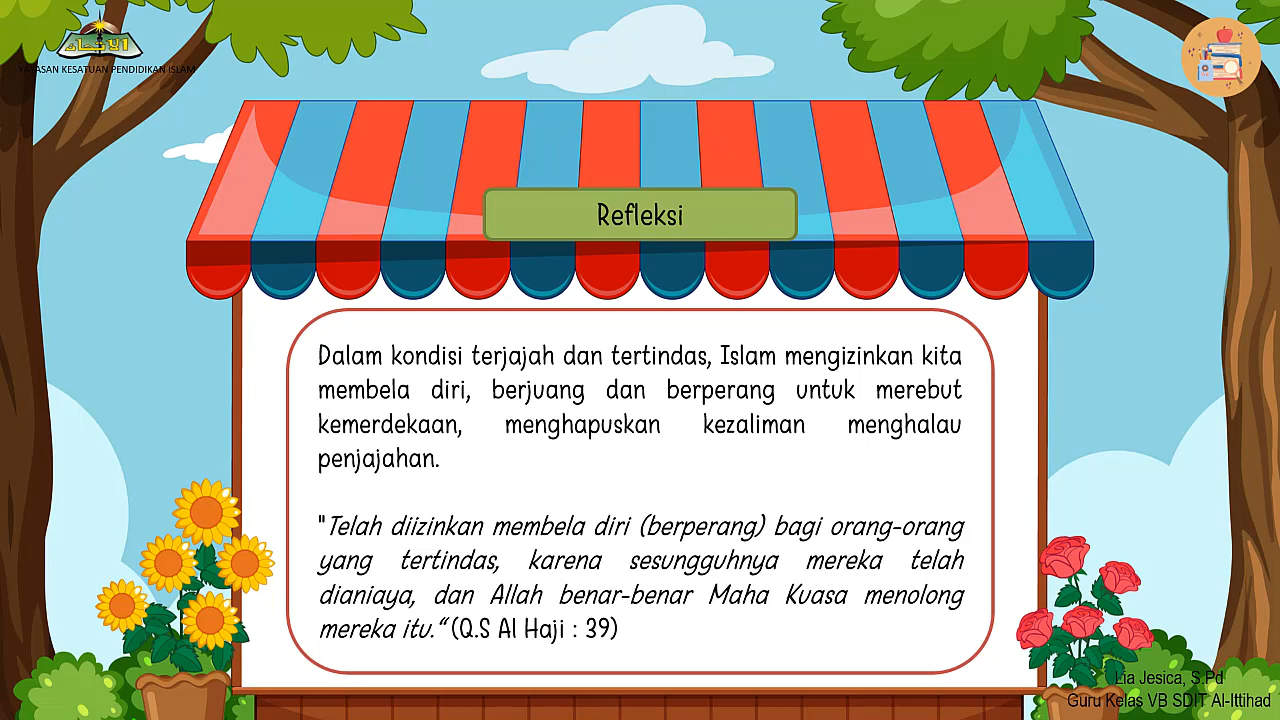 الإتحاد
YAYASAN KESATUAN PENDIDIKAN ISLAM
Refleksi
Dalam kondisi terjajah dan tertindas, Islam mengizinkan kita
membela diri, berjuang dan berperang untuk merebut
kemerdekaan, menghapuskan kezaliman menghalau
penjajahan.
"Telah diizinkan membela diri (berperang) bagi orang-orang
yang tertindas, karena sesungguhnya mereka telah
dianiaya, dan Allah benar-benar Maha Kuasa menolong
mereka itu.“(Q.S Al Haji : 39)
Lia Jesica, S.Pd
Guru Kelas VB SDIT Al-Ittihad